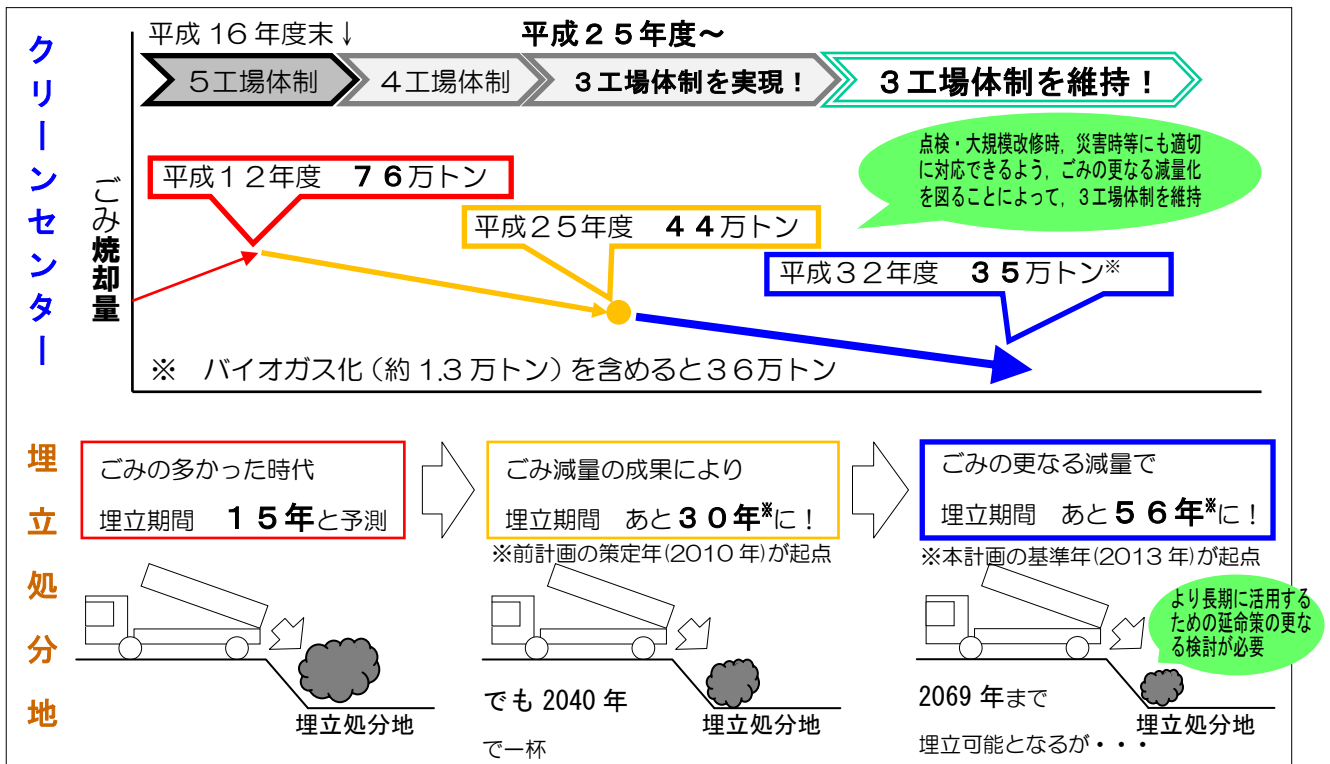 クリーンセンター
平成16年度末↓
平成25年度～
5工場体制
4工場体制
3工場体制を実現！
3工場体制を維持！
点検・大規模改修時，災害時等にも適切
に対応できるよう，ごみの更なる減量化
を図ることによって，3工場体制を維持
ごみ焼却量
平成12年度　76万トン
平成25年度　44万トン
平成32年度　35万トン※
※　バイオガス化（約1.3万トン）を含めると36万トン
埋立処分地
ごみの多かった時代
埋立期間　15年と予測
ごみ減量の成果により
埋立期間　あと30年※に！
※前計画の策定年(2010年)が起点
ごみの更なる減量で
埋立期間　あと56年※に！
※本計画の基準年(2013年)が起点
より長期に活用する
ための延命策の更な
る検討が必要
埋立処分地
でも2040年
で一杯
埋立処分地
2069年まで
埋立可能となるが・・・
埋立処分地